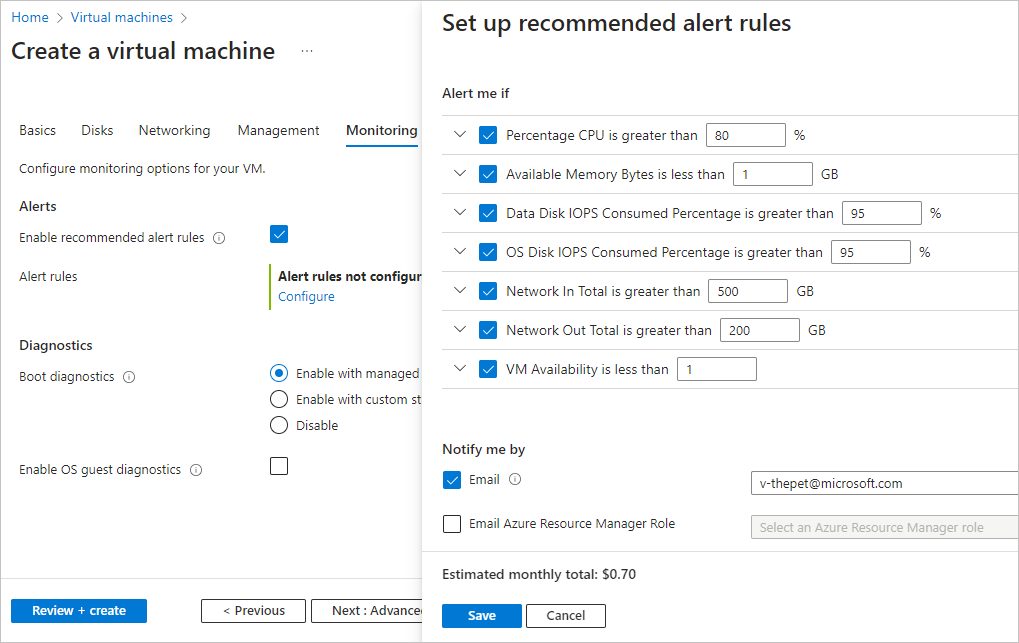 Home > Virtual machines >
Create a virtual machine ...
Basics Disks Networking Management Monitoring
Configure monitoring options for your VM.
Alerts
Enable recommended alert rules
Alert rules
Alert rules not configur
Configure
Diagnostics
Boot diagnostics
Enable with managed
Enable with custom st
Disable
Enable OS guest diagnostics
Review + create
< Previous
Next : Advance
Set up recommended alert rules
Alert me if
Percentage CPU is greater than 80 %
Available Memory Bytes is less than 1 GB
Data Disk IOPS Consumed Percentage is greater than 95 %
OS Disk IOPS Consumed Percentage is greater than 95 %
Network In Total is greater than 500 GB
Network Out Total is greater than 200 GB
VM Availability is less than 1
Notify me by
Email v-thepet@microsoft.com
Email Azure Resource Manager Role Select an Azure Resource Manager role
Estimated monthly total: $0.70
Save Cancel